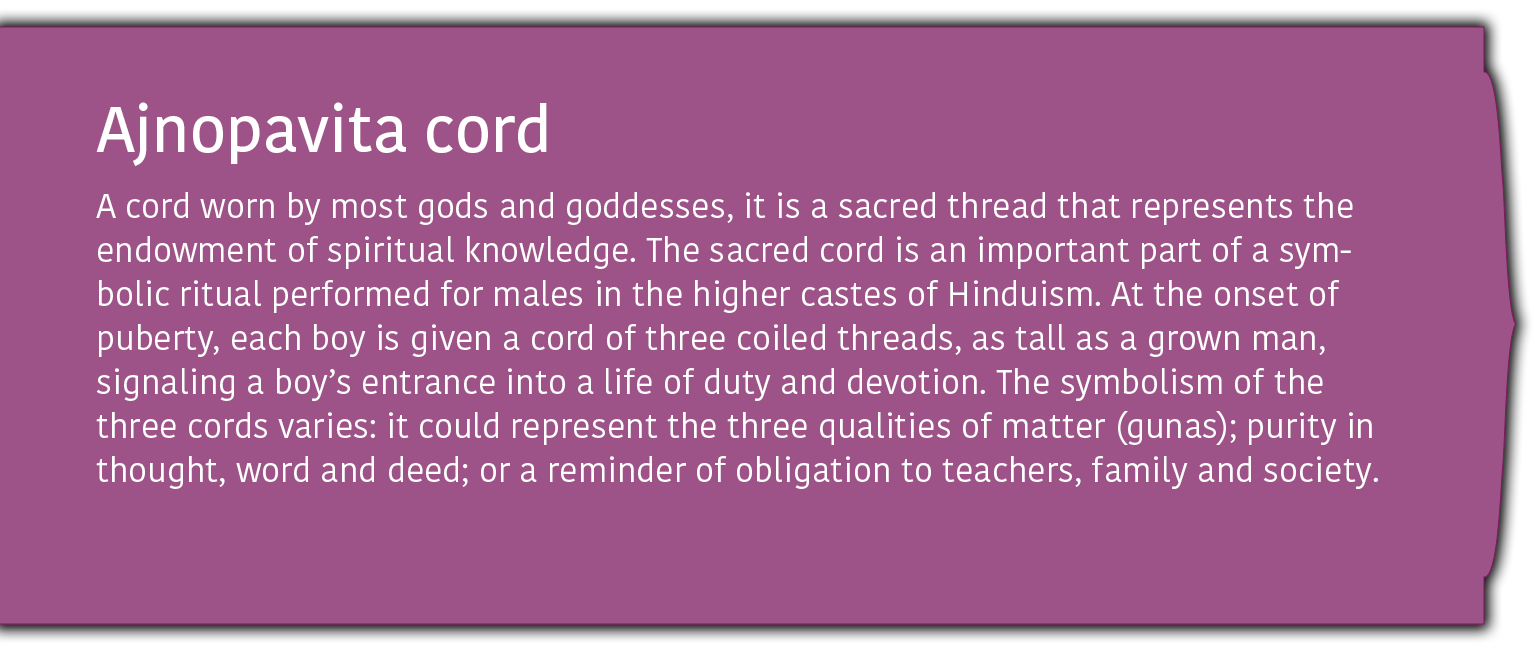 Ajnopavita cord
A cord worn by most gods and goddesses, it is a sacred thread that represents the
endowment of spiritual knowledge. The sacred cord is an important part of a sym-
bolic ritual performed for males in the higher castes of Hinduism. At the onset of
puberty, each boy is given a cord of three coiled threads, as tall as a grown man,
signaling a boy’s entrance into a life of duty and devotion. The symbolism of the
three cords varies: it could represent the three qualities of matter (gunas); purity in
thought, word and deed; or a reminder of obligation to teachers, family and society.